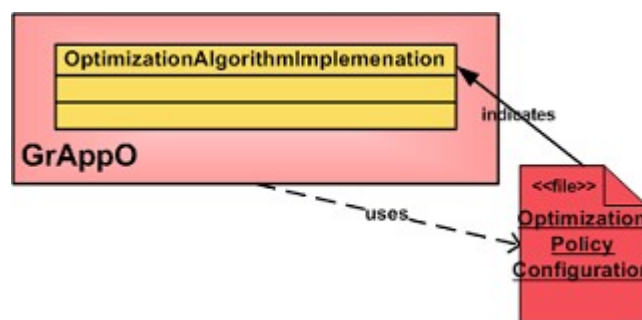 OptimizationAlgorithmImplemenation
indicates
GrAppO
<<file>>
uses
Optimization
Policy
Configuration